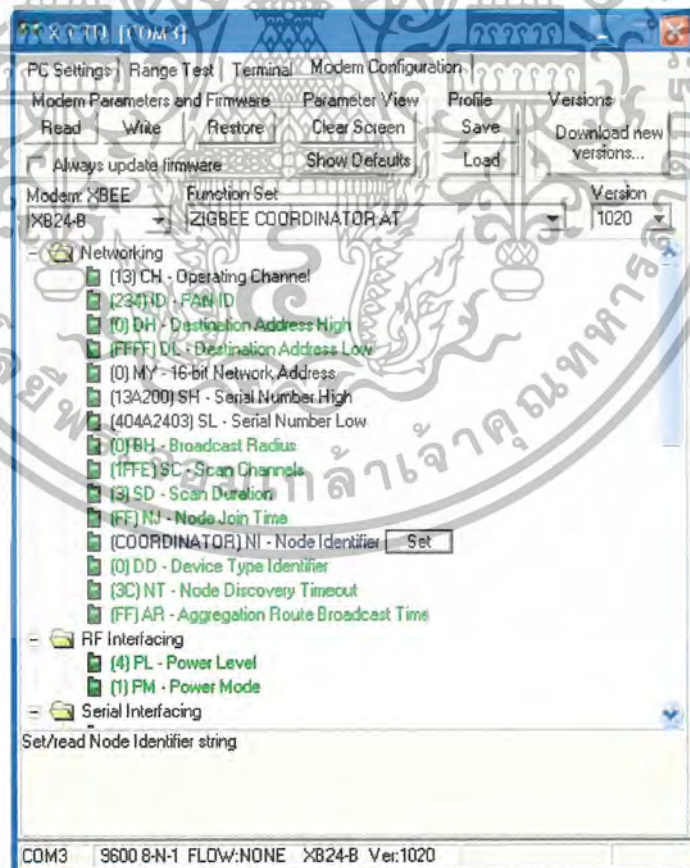 X-CTU [COM3]
PC Settings Range Test Terminal Modem Configuration
Modem Parameters and Firmware Parameter View Profile Versions
Read Write Restore Clear Screen Save Download new versions...
Always update firmware Show Defaults Load
Modem: XBEE Function Set Version
XB24-B ZIGBEE COORDINATOR AT 1020
Networking
(13) CH - Operating Channel
(234) ID - PAN ID
(0) DH - Destination Address High
(FFFF) DL - Destination Address Low
(0) MY - 16-bit Network Address
(13A200) SH - Serial Number High
(404A2403) SL - Serial Number Low
(0) BH - Broadcast Radius
(1FFE) SC - Scan Channels
(3) SD - Scan Duration
(FF) NJ - Node Join Time
(COORDINATOR) NI - Node Identifier Set
(0) DD - Device Type Identifier
(3C) NT - Node Discovery Timeout
(FF) AR - Aggregation Route Broadcast Time
RF Interfacing
(4) PL - Power Level
(1) PM - Power Mode
Serial Interfacing
Set/read Node Identifier string
COM3 9600 8-N-1 FLOW:NONE XB24-B Ver:1020